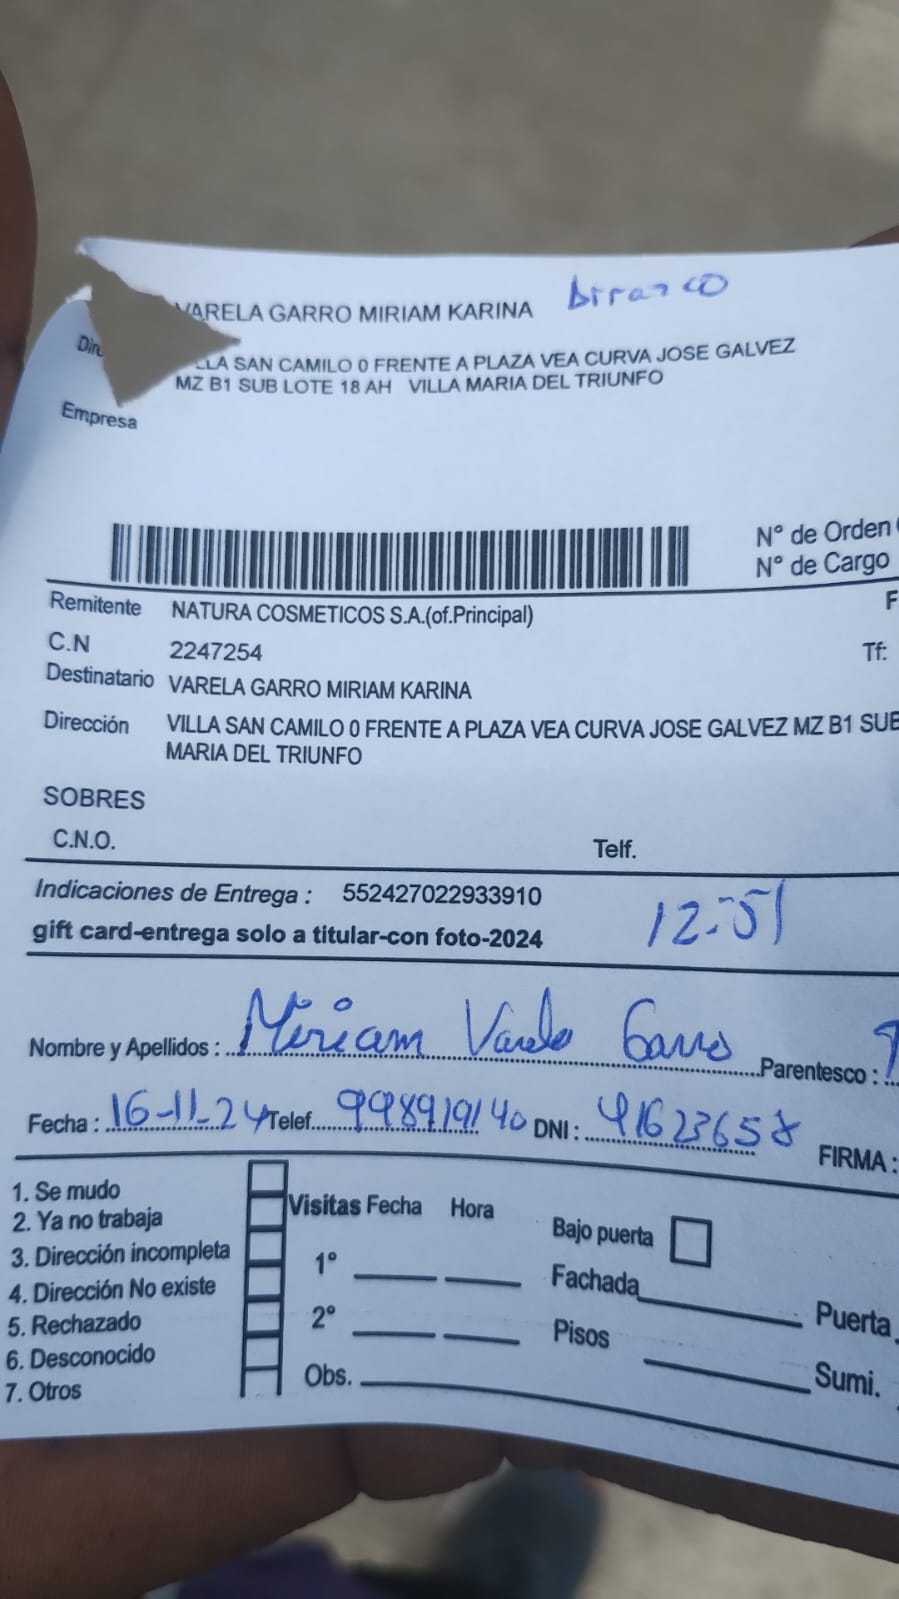 VARELA GARRO MIRIAM KARINA
VILLA SAN CAMILO 0 FRENTE A PLAZA VEA CURVA JOSE GALVEZ
MZ B1 SUB LOTE 18 AH VILLA MARIA DEL TRIUNFO
Empresa
N° de Orden
N° de Cargo
Remitente NATURA COSMETICOS S.A.(of.Principal) F
C.N 2247254 Tf:
Destinatario VARELA GARRO MIRIAM KARINA
Dirección VILLA SAN CAMILO 0 FRENTE A PLAZA VEA CURVA JOSE GALVEZ MZ B1 SUB
MARIA DEL TRIUNFO
SOBRES
C.N.O. Telf.
Indicaciones de Entrega : 552427022933910
gift card-entrega solo a titular-con foto-2024 12:51
Nombre y Apellidos : Miriam Varela Garro Parentesco : T
Fecha : 16-11-24 Telef. 998919140 DNI : 41623658 FIRMA :
1. Se mudo
2. Ya no trabaja Visitas Fecha Hora Bajo puerta
3. Dirección incompleta 1° Fachada Puerta
4. Dirección No existe
5. Rechazado 2° Pisos Sumi.
6. Desconocido
7. Otros Obs.